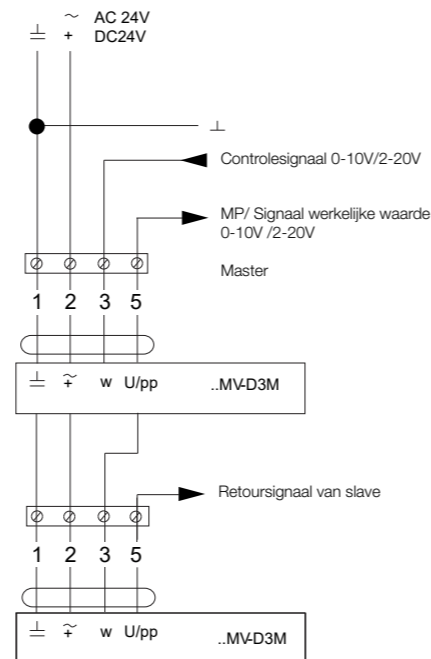 ~ AC 24V
⊥ + DC24V
⊥
Controlesignaal 0-10V/2-20V
MP/ Signaal werkelijke waarde
0-10V /2-20V
Master
1 2 3 5
⊥ ~+ w U/pp ..MV-D3M
Retoursignaal van slave
1 2 3 5
⊥ ~+ w U/pp ..MV-D3M